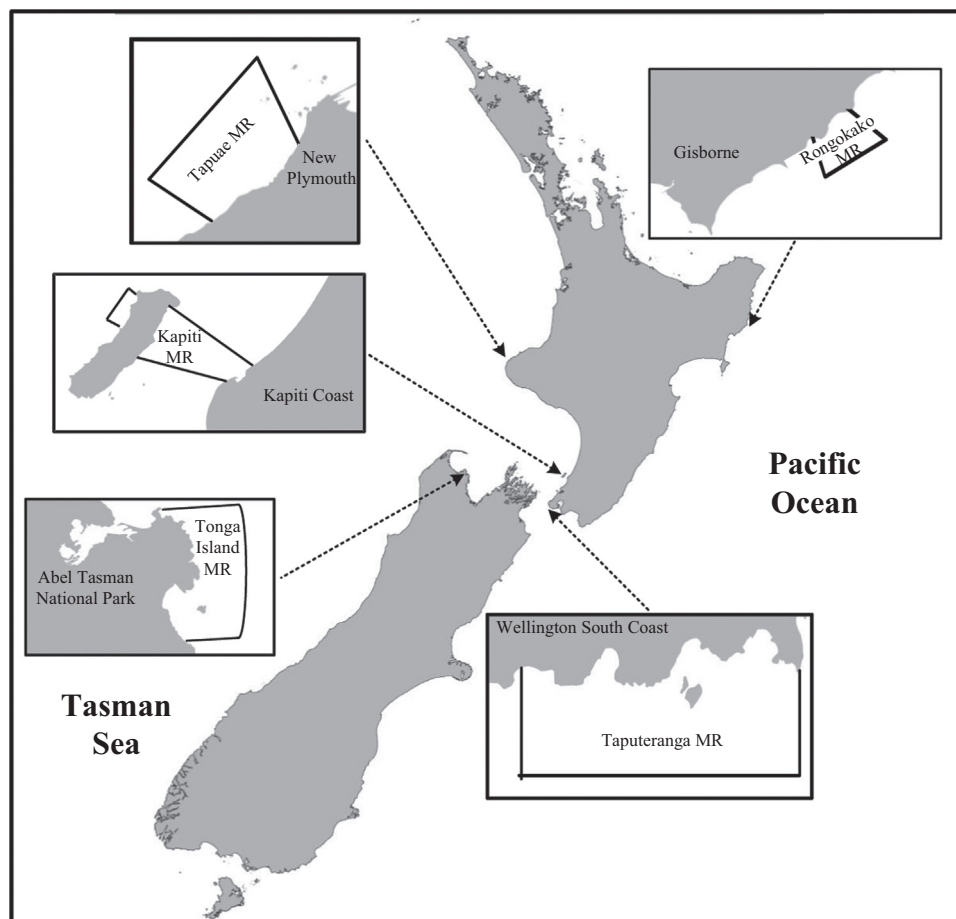 Tapuae MR
New
Plymouth
Gisborne
Rongokako
MR
Kapiti
MR
Kapiti Coast
Pacific
Ocean
Tonga
Island
MR
Abel Tasman
National Park
Wellington South Coast
Taputeranga MR
Tasman
Sea